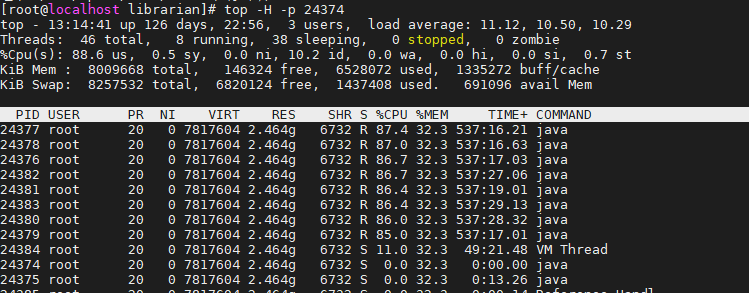 [root@localhost librarian]# top -H -p 24374
top - 13:14:41 up 126 days, 22:56,  3 users,  load average: 11.12, 10.50, 10.29
Threads:  46 total,   8 running,  38 sleeping,   0 stopped,   0 zombie
%Cpu(s): 88.6 us,  0.5 sy,  0.0 ni, 10.2 id,  0.0 wa,  0.0 hi,  0.0 si,  0.7 st
KiB Mem :  8009668 total,   146324 free,  6528072 used,  1335272 buff/cache
KiB Swap:  8257532 total,  6820124 free,  1437408 used.   691096 avail Mem
PID USER      PR  NI    VIRT    RES    SHR S %CPU %MEM     TIME+ COMMAND
24377 root      20   0 7817604 2.464g   6732 R 87.4 32.3 537:16.21 java
24378 root      20   0 7817604 2.464g   6732 R 87.0 32.3 537:16.63 java
24376 root      20   0 7817604 2.464g   6732 R 86.7 32.3 537:17.03 java
24382 root      20   0 7817604 2.464g   6732 R 86.7 32.3 537:27.06 java
24381 root      20   0 7817604 2.464g   6732 R 86.4 32.3 537:19.01 java
24383 root      20   0 7817604 2.464g   6732 R 86.4 32.3 537:29.13 java
24380 root      20   0 7817604 2.464g   6732 R 86.0 32.3 537:28.32 java
24379 root      20   0 7817604 2.464g   6732 R 85.0 32.3 537:17.01 java
24384 root      20   0 7817604 2.464g   6732 S 11.0 32.3  49:21.48 VM Thread
24374 root      20   0 7817604 2.464g   6732 S  0.0 32.3   0:00.00 java
24375 root      20   0 7817604 2.464g   6732 S  0.0 32.3   0:13.26 java